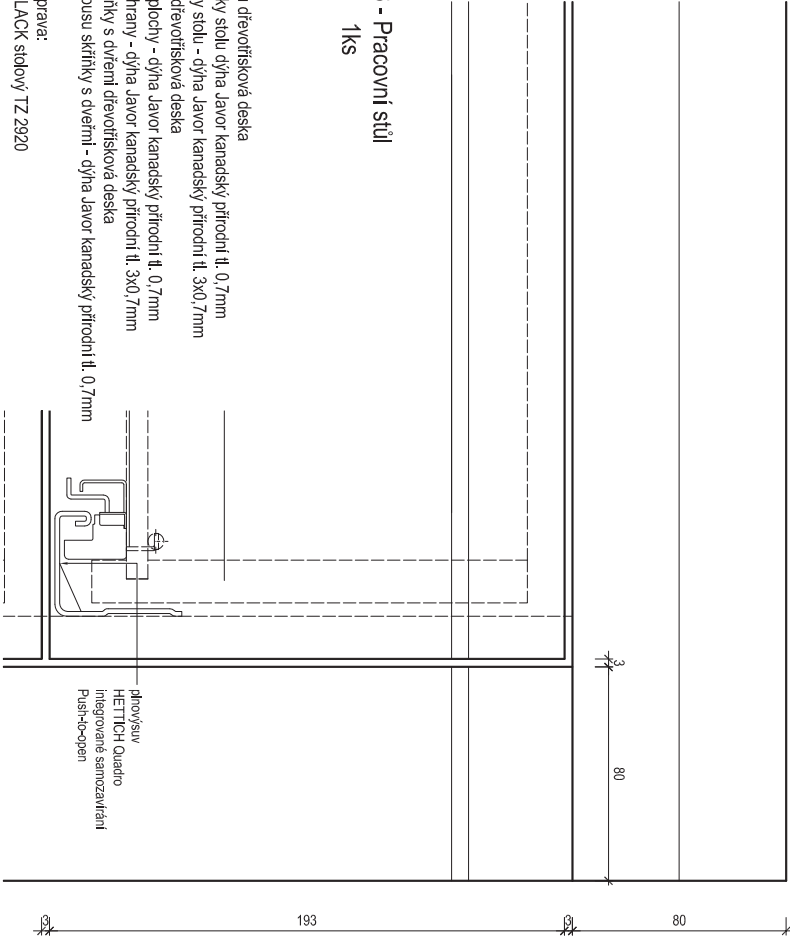 - Pracovní stůl
1ks
dřevotřísková deska
ky stolu dýha Javor kanadský přírodní tl. 0,7mm
y stolu - dýha Javor kanadský přírodní tl. 3x0,7mm
dřevotřísková deska
plochy - dýha Javor kanadský přírodní tl. 0,7mm
hrany - dýha Javor kanadský přírodní tl. 3x0,7mm
ňky s dvřemi dřevotřísková deska
pusu skříňky s dveřmi - dýha Javor kanadský přírodní tl. 0,7mm
prava:
LACK stolový TZ 2920
plnovýsuv
HETTICH Quadro
integrované samozavírání
Push-to-open
3
80
3
193
3
80